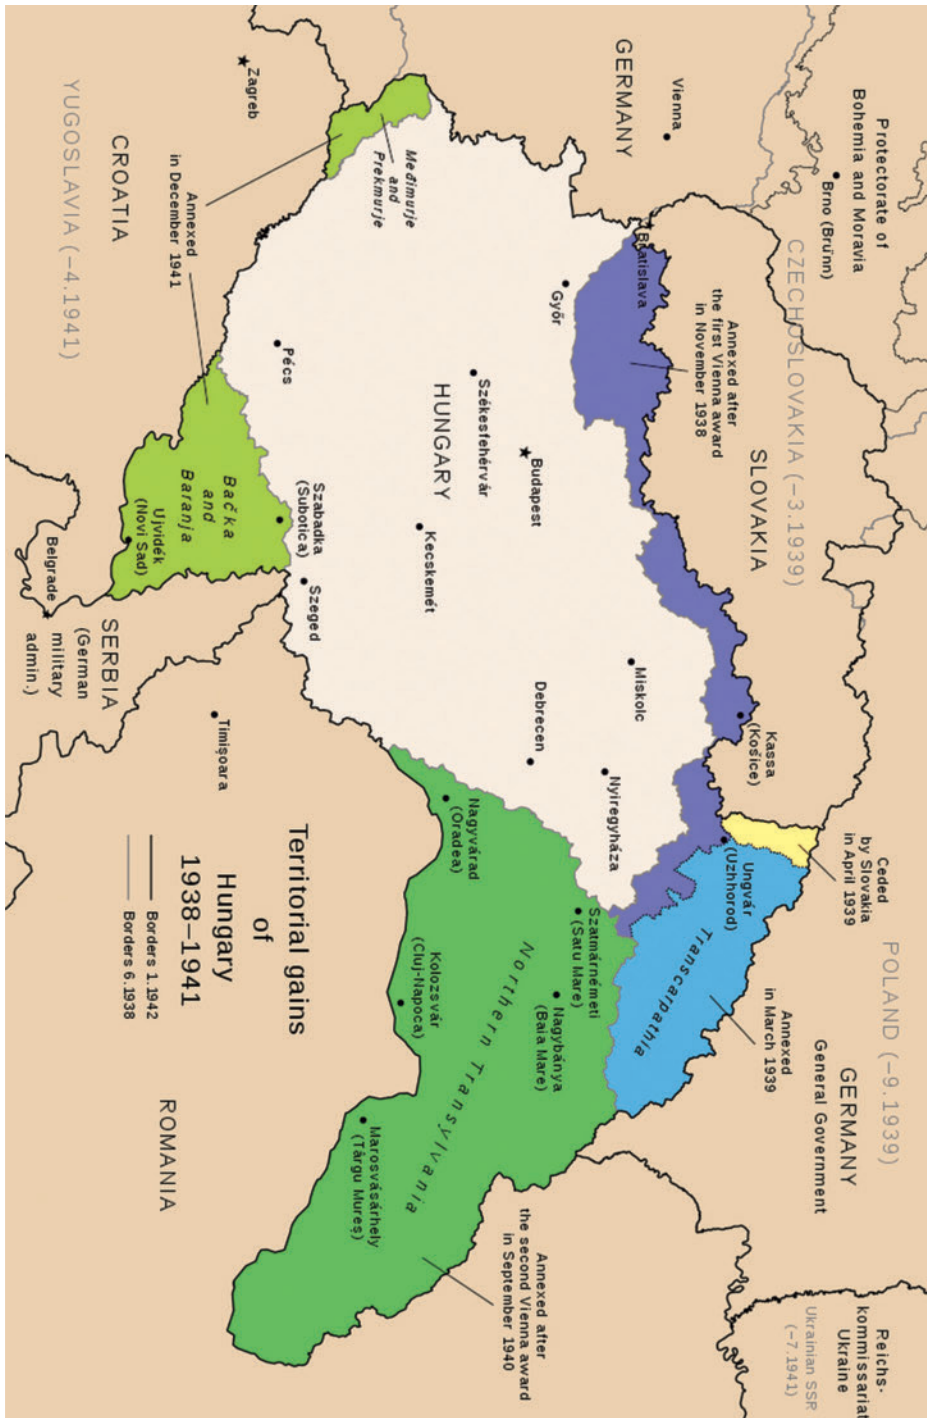 Protectorate of
Bohemia and Moravia
Brno (Brünn)
Vienna
GERMANY
CZECHOSLOVAKIA (–3.1939)
SLOVAKIA
Bratislava
Annexed after
the first Vienna award
in November 1938
Kassa
(Košice)
Ceded
by Slovakia
in April 1939
POLAND (–9.1939)
GERMANY
General Government
Annexed
in March 1939
Reichs-
kommissariat
Ukraine
Ukrainian SSR
(–7.1941)
Ungvár
(Uzhhorod)
Transcarpathia
Győr
Székesfehérvár
HUNGARY
Budapest
Kecskemét
Miskolc
Nyiregyháza
Debrecen
Pécs
Szeged
Međimurje
and
Prekmurje
Zagreb
CROATIA
YUGOSLAVIA (–4.1941)
Annexed
in December 1941
Bačka
and
Baranja
Szabadka
(Subotica)
Ujvidék
(Novi Sad)
Belgrade
SERBIA
(German
military
admin.)
Timișoara
Nagyvárad
(Oradea)
Szatmárnémeti
(Satu Mare)
Nagybánya
(Baia Mare)
Northern Transylvania
Kolozsvár
(Cluj-Napoca)
Marosvásárhely
(Târgu Mureș)
Annexed after
the second Vienna award
in September 1940
ROMANIA
Territorial gains
of
Hungary
1938–1941
Borders 1.1942
Borders 6.1938